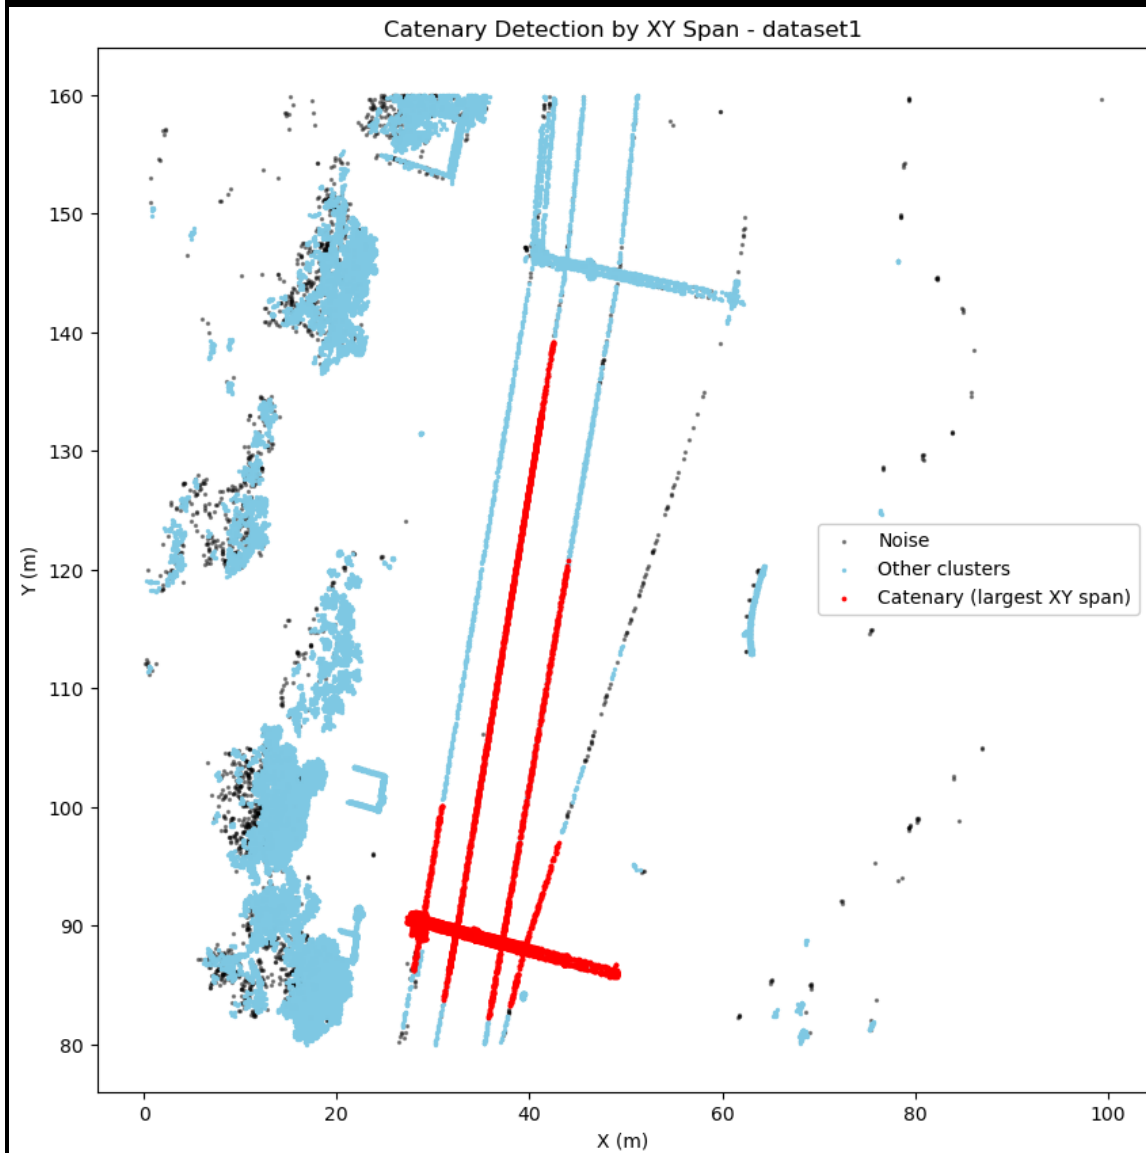 Catenary Detection by XY Span - dataset1
160
150
140
130
120
110
100
90
80
Y (m)
Noise
Other clusters
Catenary (largest XY span)
0 20 40 60 80 100
X (m)